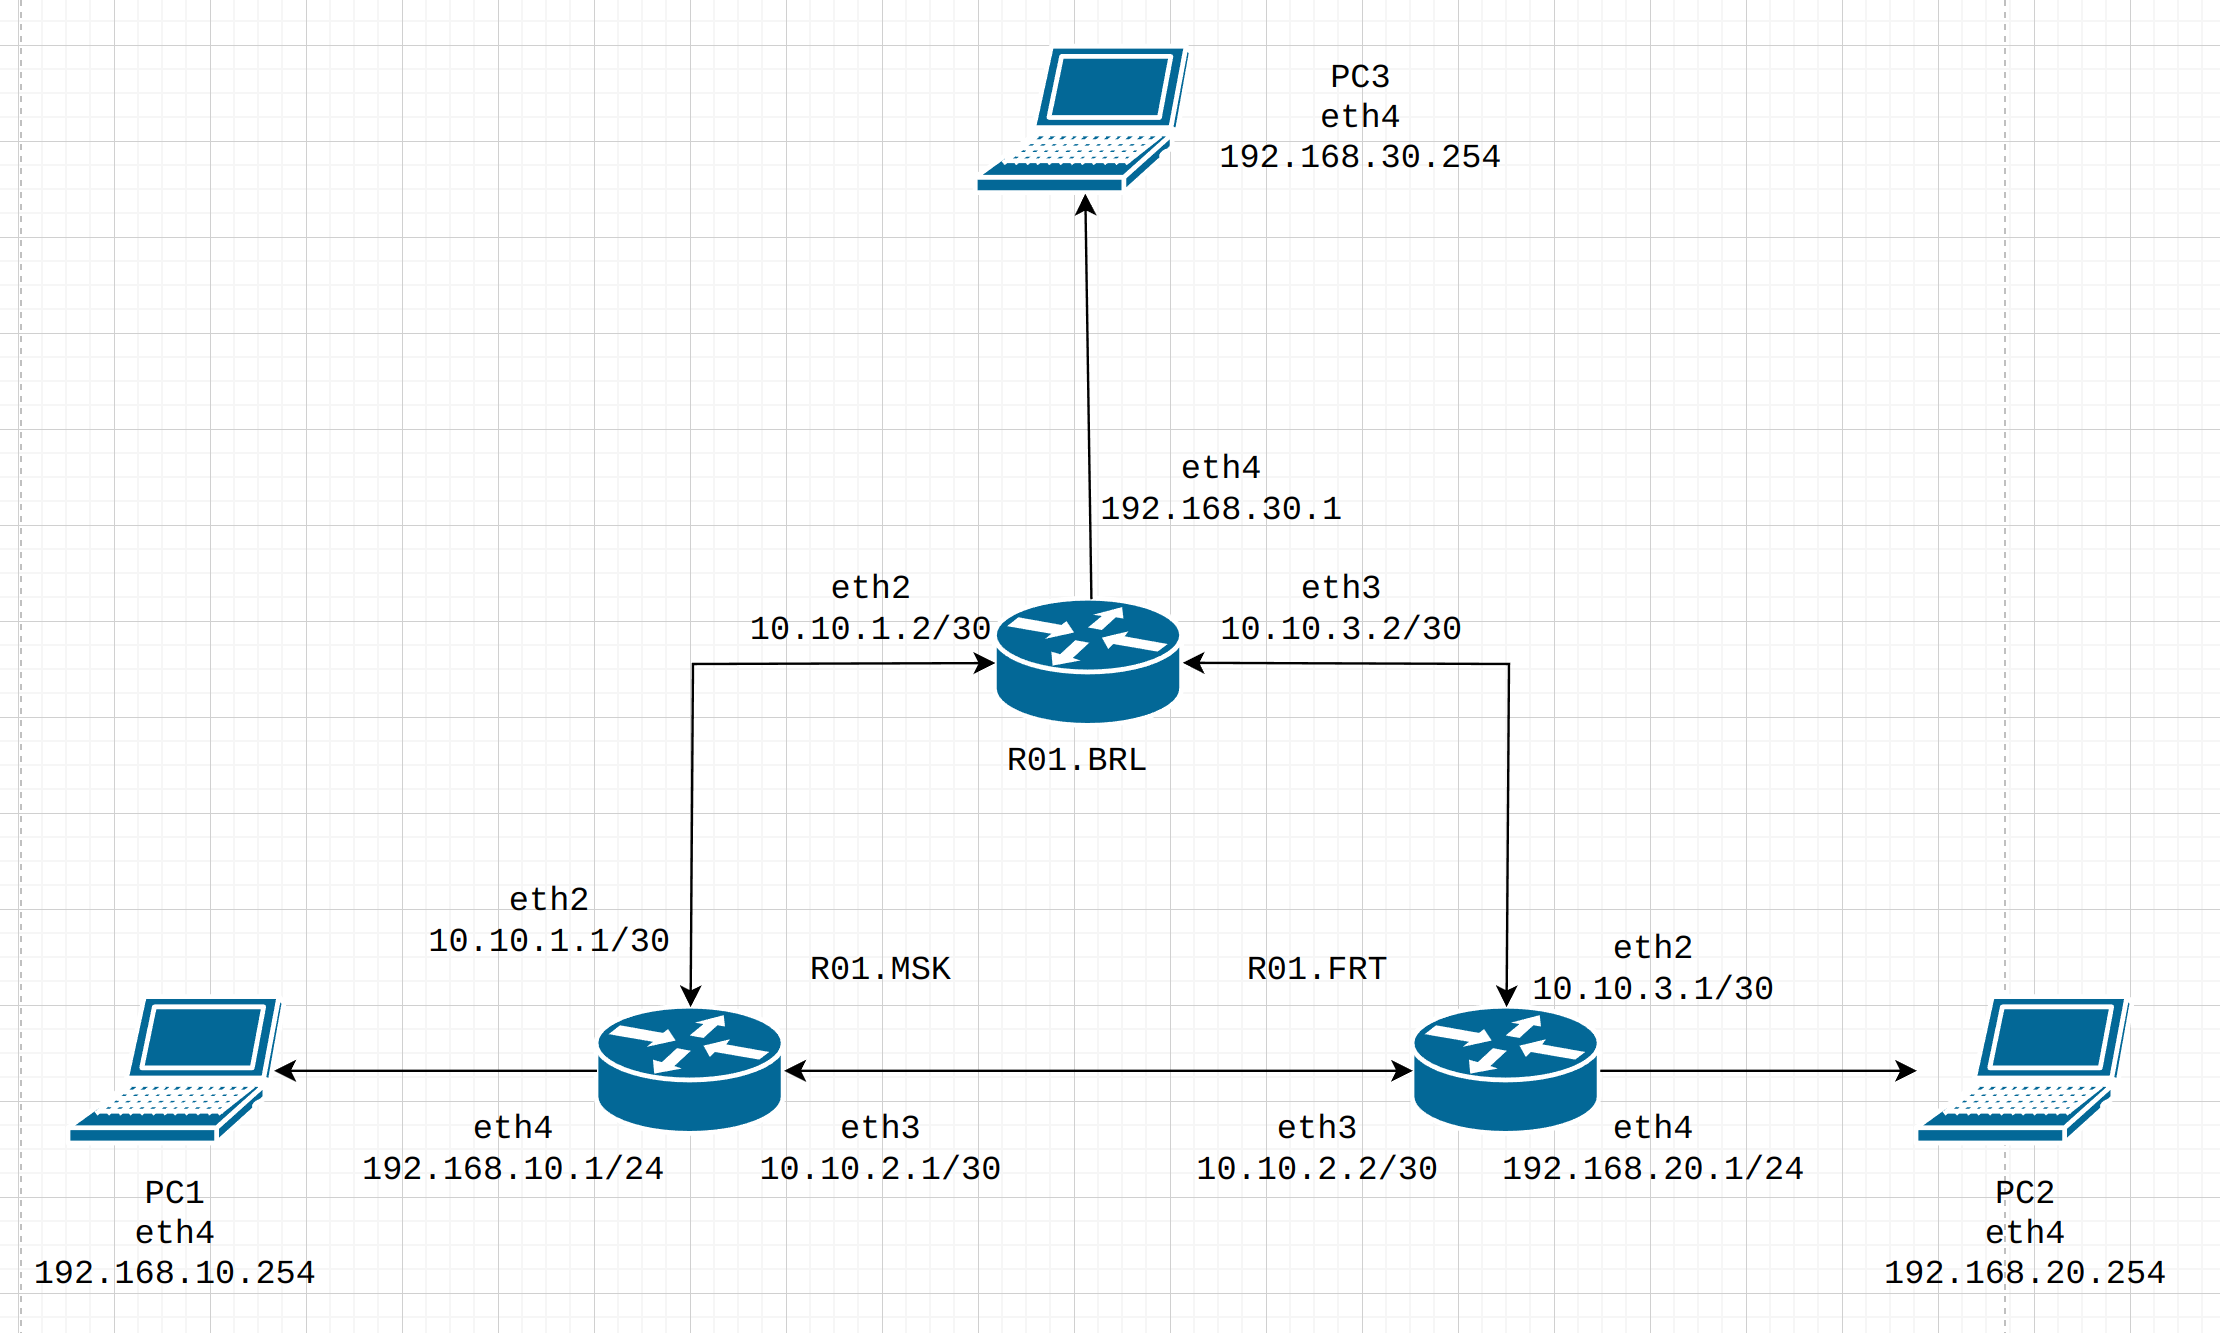 PC3
eth4
192.168.30.254
eth4
192.168.30.1
eth2
10.10.1.2/30
eth3
10.10.3.2/30
R01.BRL
eth2
10.10.1.1/30
R01.MSK
R01.FRT
eth2
10.10.3.1/30
eth4
192.168.10.1/24
eth3
10.10.2.1/30
eth3
10.10.2.2/30
eth4
192.168.20.1/24
PC1
eth4
192.168.10.254
PC2
eth4
192.168.20.254